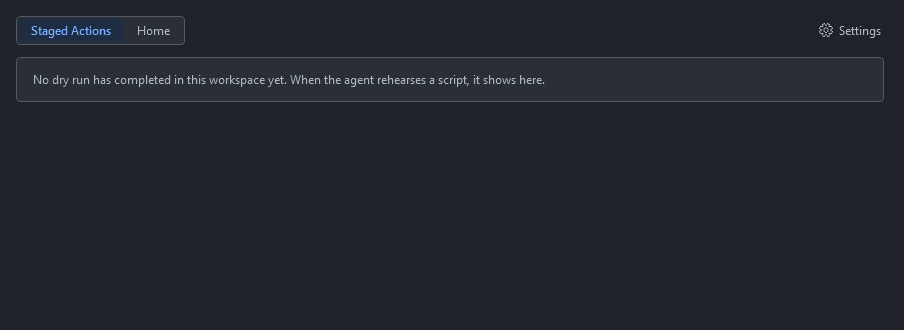 Staged Actions Home Settings
No dry run has completed in this workspace yet. When the agent rehearses a script, it shows here.